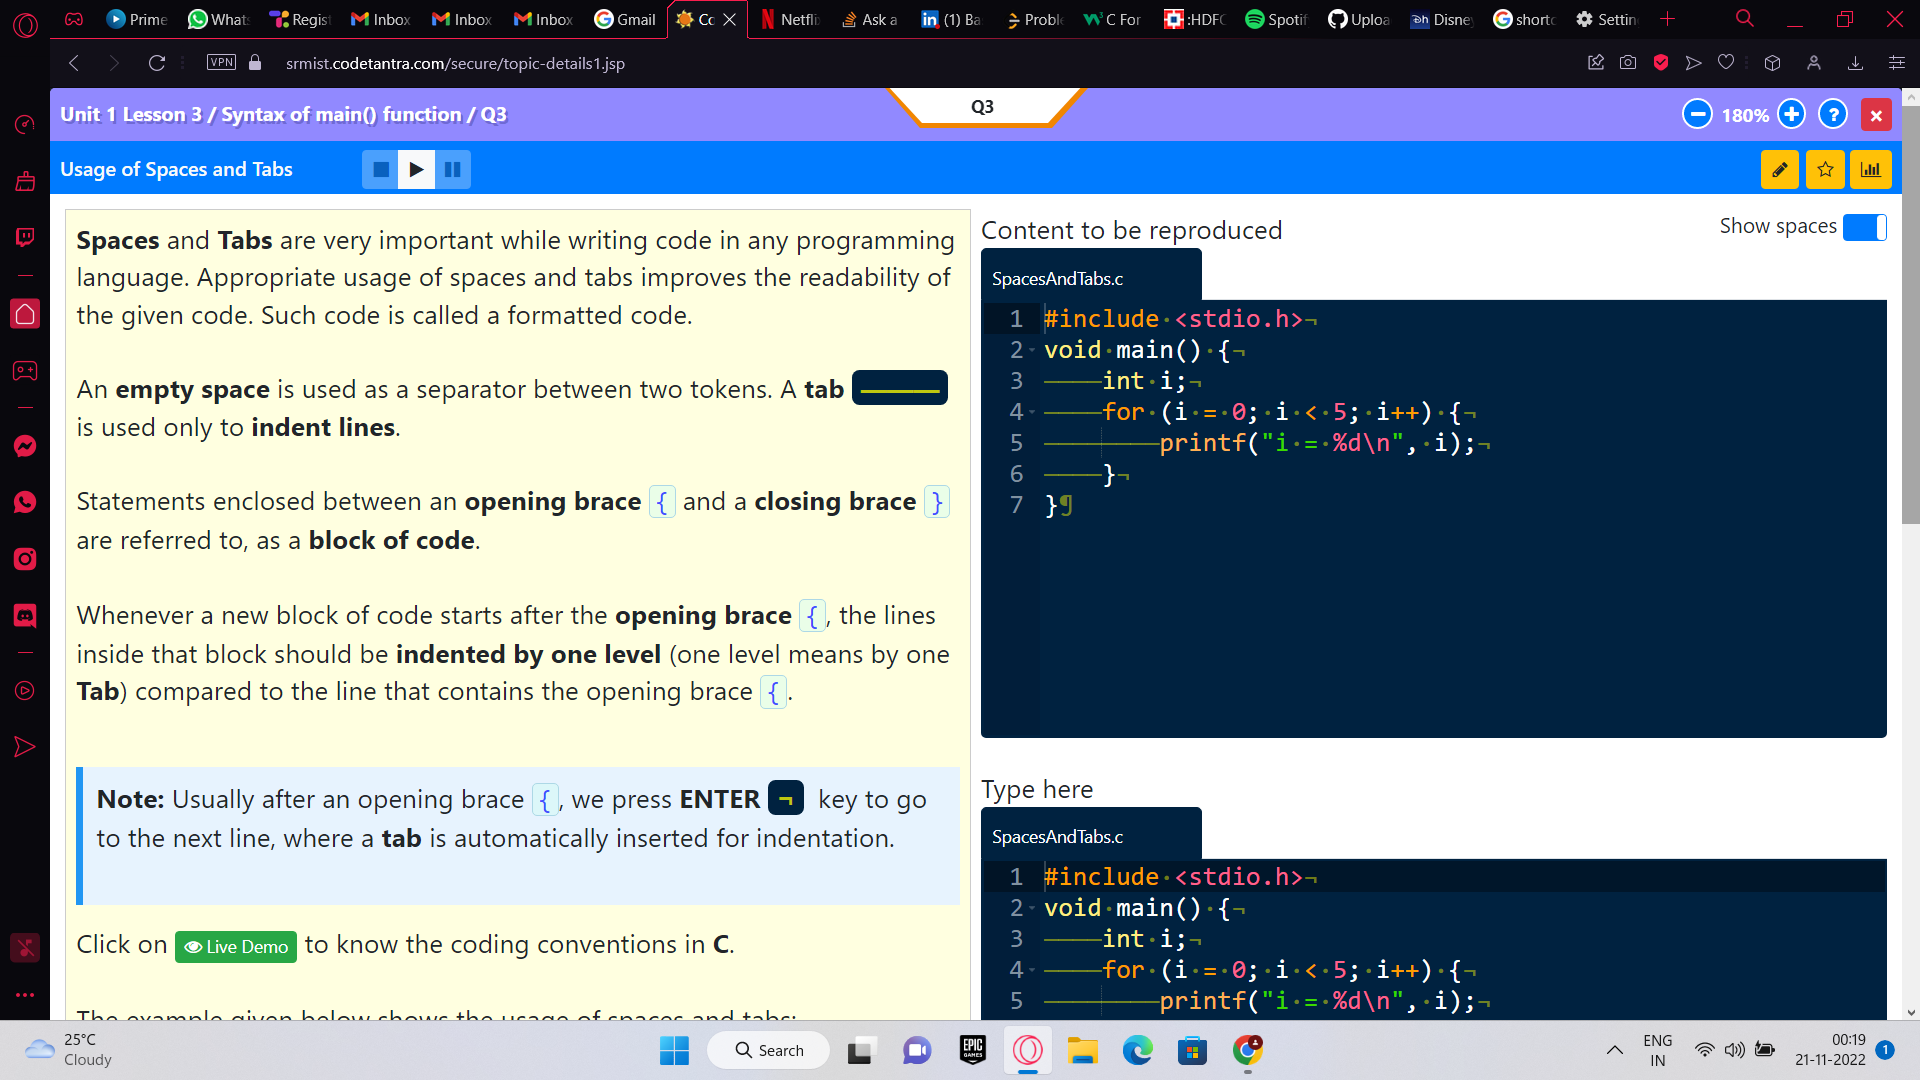 Prime
What
Regist
Inbox
Inbox
Inbox
Gmail
Co
Netfli
Ask a
(1) Ba
Proble
C For
:HDFC
Spotif
Uploa
Disne
shortc
Settin
VPN
srmist.codetantra.com/secure/topic-details1.jsp
Unit 1 Lesson 3 / Syntax of main() function / Q3
Q3
180%
Usage of Spaces and Tabs
Spaces and Tabs are very important while writing code in any programming
language. Appropriate usage of spaces and tabs improves the readability of
the given code. Such code is called a formatted code.
An empty space is used as a separator between two tokens. A tab
is used only to indent lines.
Statements enclosed between an opening brace { and a closing brace }
are referred to, as a block of code.
Whenever a new block of code starts after the opening brace {, the lines
inside that block should be indented by one level (one level means by one
Tab) compared to the line that contains the opening brace {.
Note: Usually after an opening brace {, we press ENTER ¬ key to go
to the next line, where a tab is automatically inserted for indentation.
Click on Live Demo to know the coding conventions in C.
The example given below shows the usage of spaces and tabs:
Content to be reproduced
Show spaces
SpacesAndTabs.c
1 #include·<stdio.h>¬
2 void·main()·{¬
3 ————int·i;¬
4 ————for·(i·=·0;·i·<·5;·i++)·{¬
5 ————————printf("i·=·%d\n",·i);¬
6 ————}¬
7 }¶
Type here
SpacesAndTabs.c
1 #include·<stdio.h>¬
2 void·main()·{¬
3 ————int·i;¬
4 ————for·(i·=·0;·i·<·5;·i++)·{¬
5 ————————printf("i·=·%d\n",·i);¬
25°C
Cloudy
Search
EPIC
GAMES
ENG
IN
00:19
21-11-2022
1